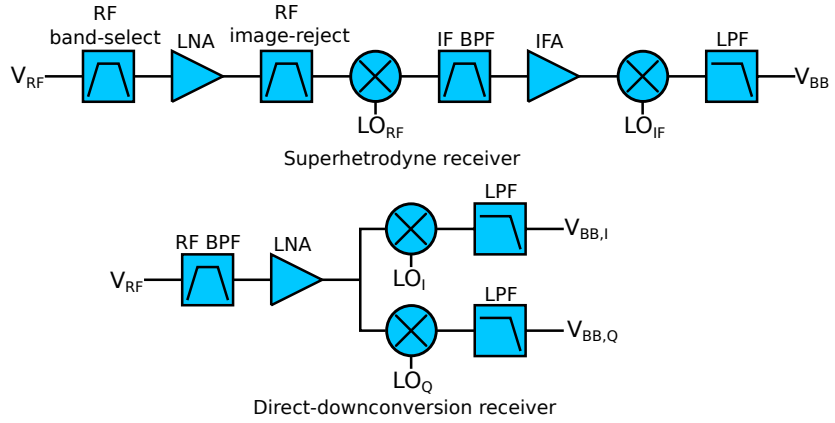 RF
band-select
LNA
RF
image-reject
IF BPF
IFA
LPF
V_RF
V_BB
LO_RF
LO_IF
Superhetrodyne receiver
LPF
RF BPF
LNA
V_BB,I
LO_I
V_RF
LPF
V_BB,Q
LO_Q
Direct-downconversion receiver